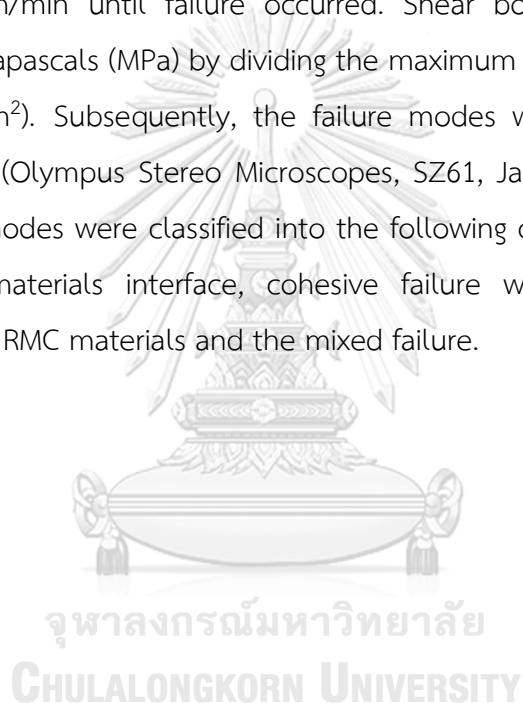 n/min until failure occurred. Shear bo
apascals (MPa) by dividing the maximum
m²). Subsequently, the failure modes w
(Olympus Stereo Microscopes, SZ61, Ja
nodes were classified into the following c
materials interface, cohesive failure w
RMC materials and the mixed failure.
จุฬาลงกรณ์มหาวิทยาลัย
CHULALONGKORN UNIVERSITY